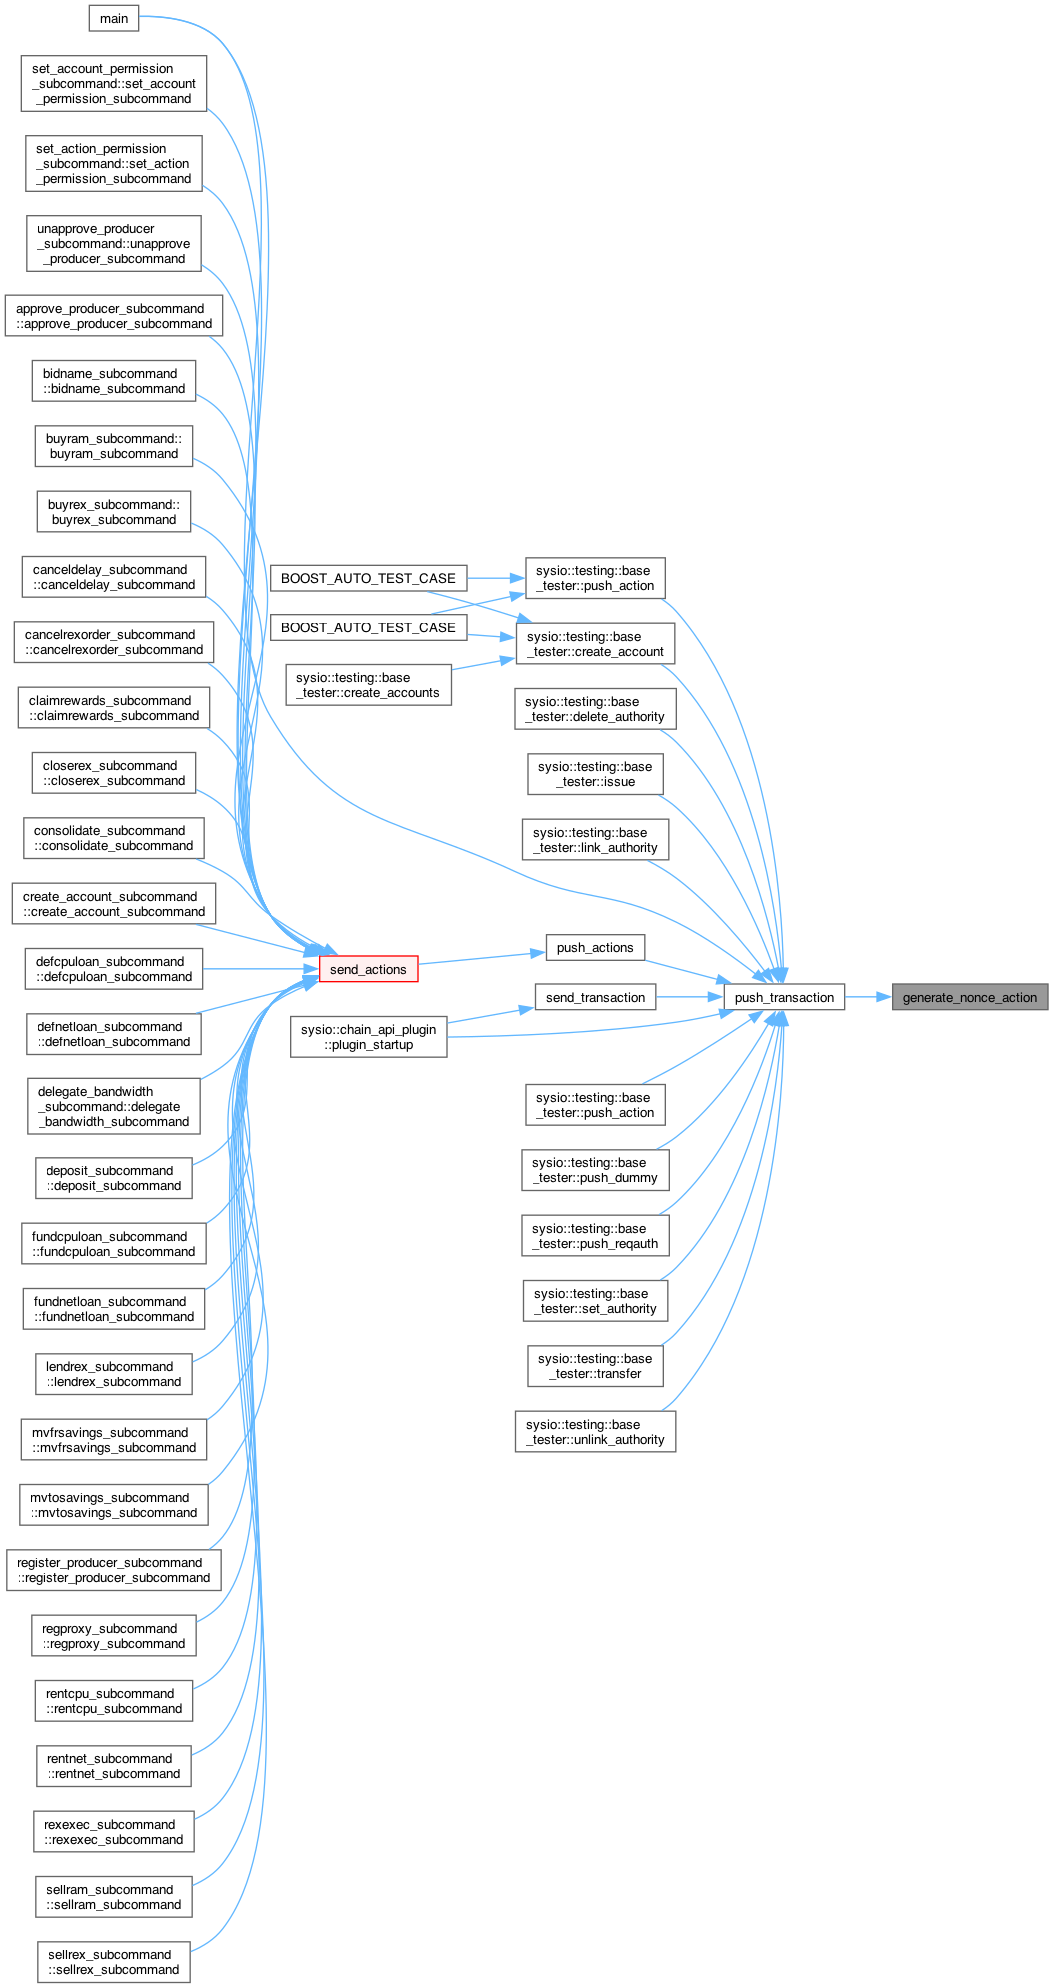 main
set_account_permission
_subcommand::set_account
_permission_subcommand
set_action_permission
_subcommand::set_action
_permission_subcommand
unapprove_producer
_subcommand::unapprove
_producer_subcommand
approve_producer_subcommand
::approve_producer_subcommand
bidname_subcommand
::bidname_subcommand
buyram_subcommand::
buyram_subcommand
buyrex_subcommand::
buyrex_subcommand
canceldelay_subcommand
::canceldelay_subcommand
cancelrexorder_subcommand
::cancelrexorder_subcommand
claimrewards_subcommand
::claimrewards_subcommand
closerex_subcommand
::closerex_subcommand
consolidate_subcommand
::consolidate_subcommand
create_account_subcommand
::create_account_subcommand
defcpuloan_subcommand
::defcpuloan_subcommand
defnetloan_subcommand
::defnetloan_subcommand
delegate_bandwidth
_subcommand::delegate
_bandwidth_subcommand
deposit_subcommand
::deposit_subcommand
fundcpuloan_subcommand
::fundcpuloan_subcommand
fundnetloan_subcommand
::fundnetloan_subcommand
lendrex_subcommand
::lendrex_subcommand
mvfrsavings_subcommand
::mvfrsavings_subcommand
mvtosavings_subcommand
::mvtosavings_subcommand
register_producer_subcommand
::register_producer_subcommand
regproxy_subcommand
::regproxy_subcommand
rentcpu_subcommand
::rentcpu_subcommand
rentnet_subcommand
::rentnet_subcommand
rexexec_subcommand
::rexexec_subcommand
sellram_subcommand
::sellram_subcommand
sellrex_subcommand
::sellrex_subcommand
BOOST_AUTO_TEST_CASE
BOOST_AUTO_TEST_CASE
sysio::testing::base
_tester::create_accounts
send_actions
sysio::chain_api_plugin
::plugin_startup
sysio::testing::base
_tester::push_action
sysio::testing::base
_tester::create_account
sysio::testing::base
_tester::delete_authority
sysio::testing::base
_tester::issue
sysio::testing::base
_tester::link_authority
push_actions
send_transaction
sysio::testing::base
_tester::push_action
sysio::testing::base
_tester::push_dummy
sysio::testing::base
_tester::push_reqauth
sysio::testing::base
_tester::set_authority
sysio::testing::base
_tester::transfer
sysio::testing::base
_tester::unlink_authority
push_transaction
generate_nonce_action